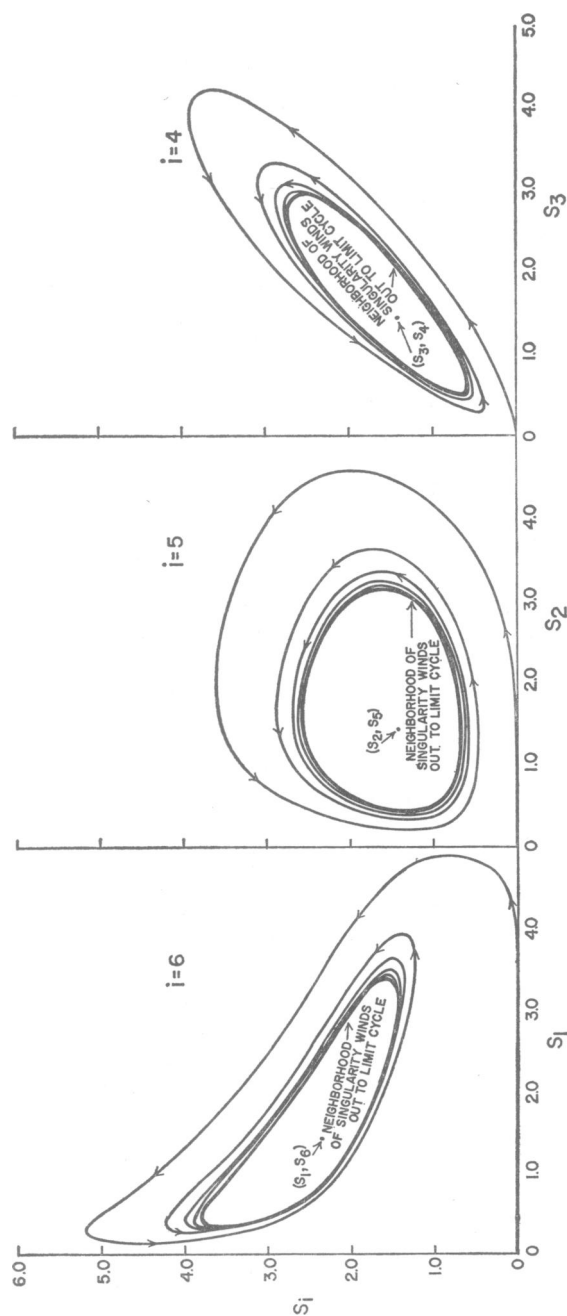 i=6
i=5
i=4
6.0
5.0
4.0
3.0
2.0
1.0
0
Si
(S1, S6)
NEIGHBORHOOD
OF SINGULARITY WINDS
OUT TO LIMIT CYCLE
0
1.0
2.0
3.0
4.0
S1
(S2, S5)
NEIGHBORHOOD OF
SINGULARITY WINDS
OUT TO LIMIT CYCLE
0
1.0
2.0
3.0
4.0
S2
NEIGHBORHOOD OF
SINGULARITY WINDS
OUT TO LIMIT CYCLE
(S3, S4)
0
1.0
2.0
3.0
4.0
5.0
S3